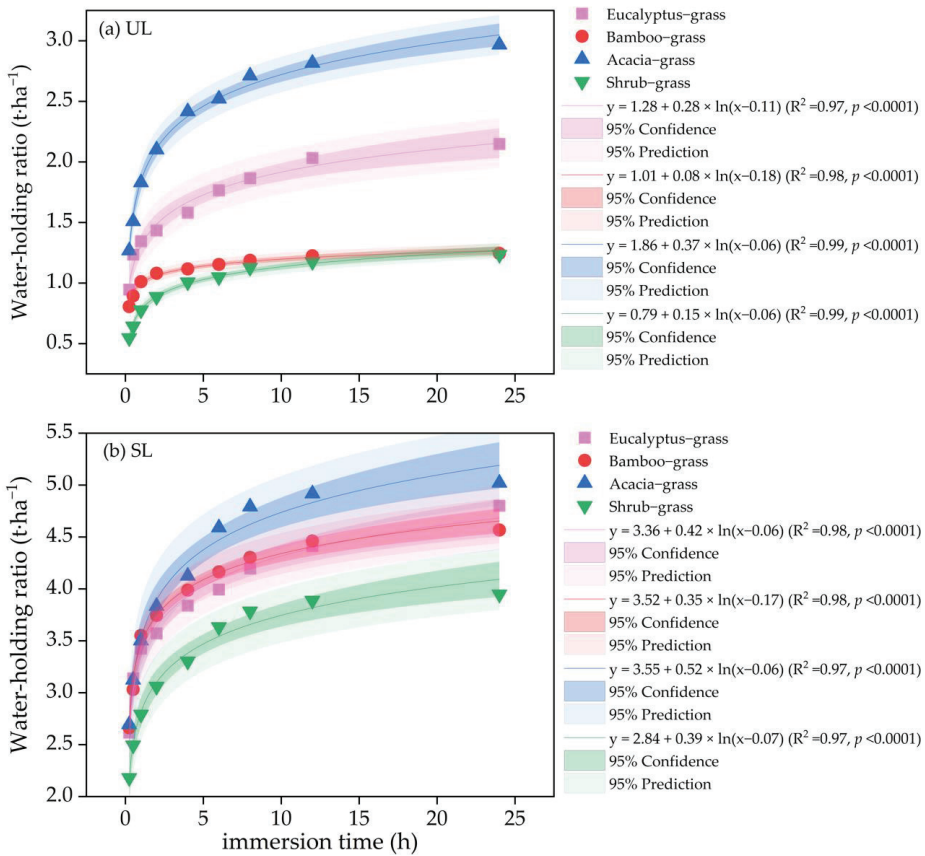 (a) UL
Water-holding ratio (t·ha⁻¹)
3.0
2.5
2.0
1.5
1.0
0.5
0 5 10 15 20 25
Eucalyptus−grass
Bamboo−grass
Acacia−grass
Shrub−grass
y = 1.28 + 0.28 × ln(x−0.11) (R² =0.97, p <0.0001)
95% Confidence
95% Prediction
y = 1.01 + 0.08 × ln(x−0.18) (R² =0.98, p <0.0001)
95% Confidence
95% Prediction
y = 1.86 + 0.37 × ln(x−0.06) (R² =0.99, p <0.0001)
95% Confidence
95% Prediction
y = 0.79 + 0.15 × ln(x−0.06) (R² =0.99, p <0.0001)
95% Confidence
95% Prediction
(b) SL
Water-holding ratio (t·ha⁻¹)
5.5
5.0
4.5
4.0
3.5
3.0
2.5
2.0
0 5 10 15 20 25
immersion time (h)
Eucalyptus−grass
Bamboo−grass
Acacia−grass
Shrub−grass
y = 3.36 + 0.42 × ln(x−0.06) (R² =0.98, p <0.0001)
95% Confidence
95% Prediction
y = 3.52 + 0.35 × ln(x−0.17) (R² =0.98, p <0.0001)
95% Confidence
95% Prediction
y = 3.55 + 0.52 × ln(x−0.06) (R² =0.97, p <0.0001)
95% Confidence
95% Prediction
y = 2.84 + 0.39 × ln(x−0.07) (R² =0.97, p <0.0001)
95% Confidence
95% Prediction